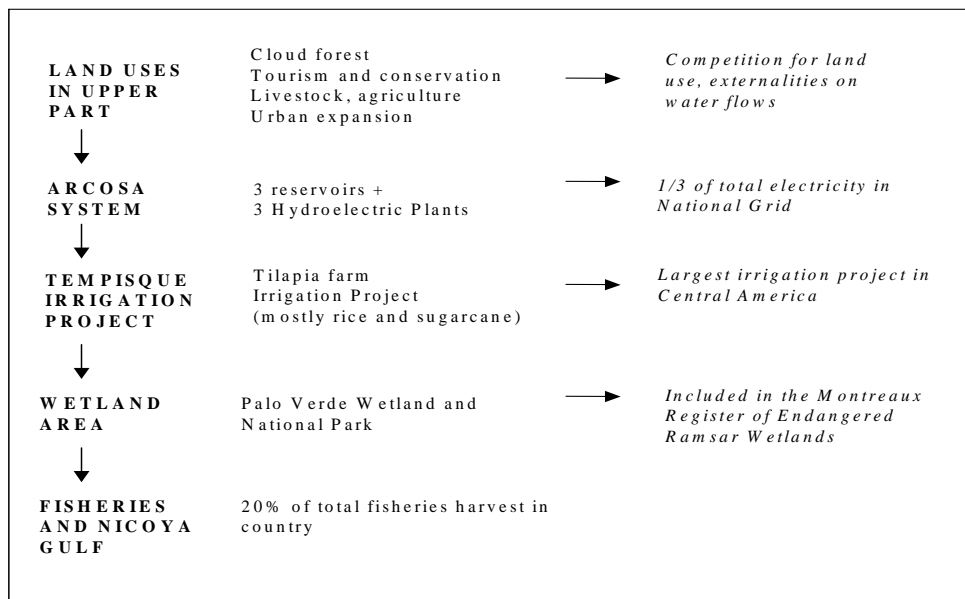 LAND USES
IN UPPER
PART
Cloud forest
Tourism and conservation
Livestock, agriculture
Urban expansion
Competition for land
use, externalities on
water flows
ARCOSA
SYSTEM
3 reservoirs +
3 Hydroelectric Plants
1/3 of total electricity in
National Grid
TEMPISQUE
IRRIGATION
PROJECT
Tilapia farm
Irrigation Project
(mostly rice and sugarcane)
Largest irrigation project in
Central America
WETLAND
AREA
Palo Verde Wetland and
National Park
Included in the Montreaux
Register of Endangered
Ramsar Wetlands
FISHERIES
AND NICOYA
GULF
20% of total fisheries harvest in
country